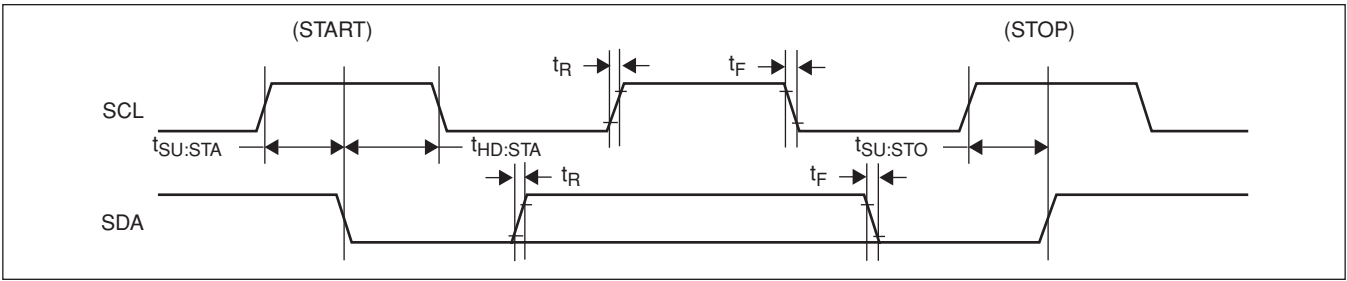 (START) (STOP)
tR tF
SCL
tSU:STA tHD:STA tSU:STO
tR tF
SDA